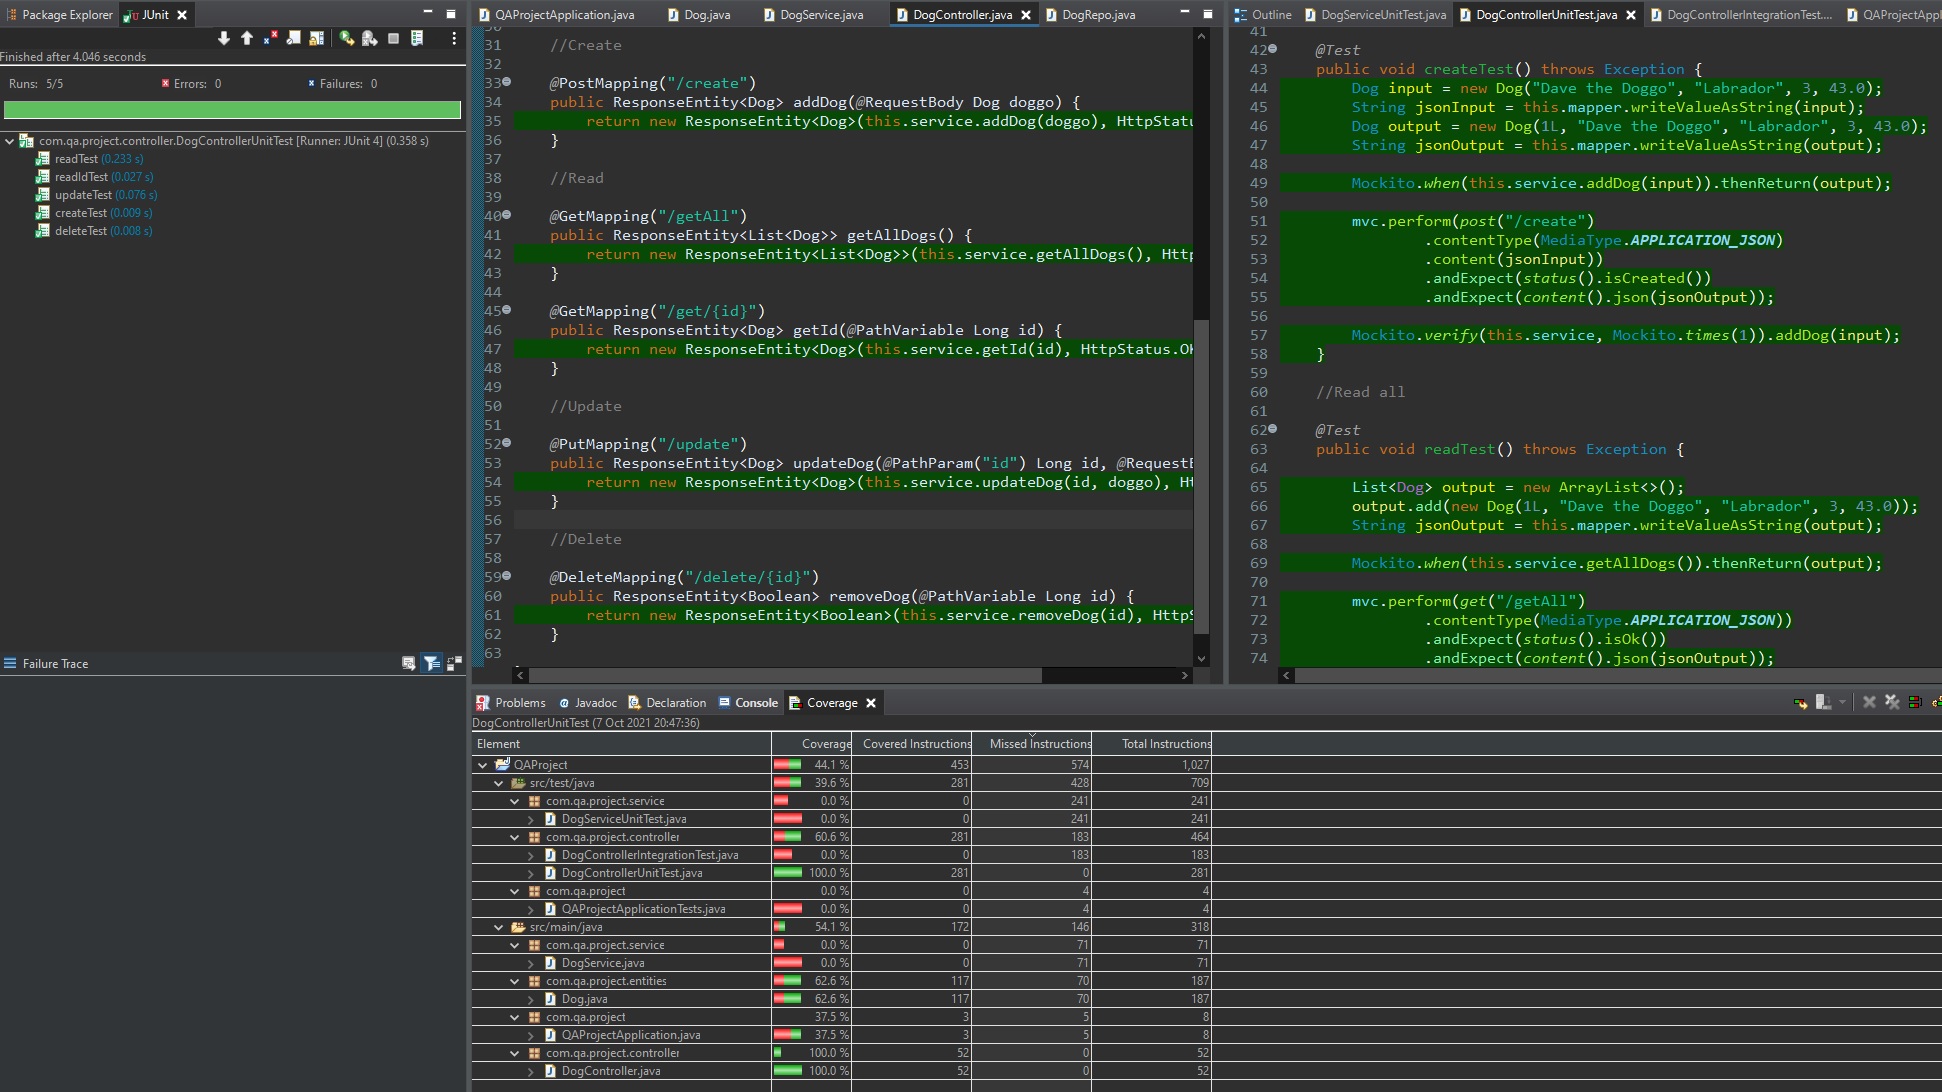 Package Explorer
JUnit
Finished after 4.046 seconds
Runs: 5/5
Errors: 0
Failures: 0
com.qa.project.controller.DogControllerUnitTest [Runner: JUnit 4] (0.358 s)
readTest (0.233 s)
readIdTest (0.027 s)
updateTest (0.076 s)
createTest (0.009 s)
deleteTest (0.008 s)
Failure Trace
QAProjectApplication.java
Dog.java
DogService.java
DogController.java
DogRepo.java
31 //Create
32
33 @PostMapping("/create")
34 public ResponseEntity<Dog> addDog(@RequestBody Dog doggo) {
35 return new ResponseEntity<Dog>(this.service.addDog(doggo), HttpStatu
36 }
37
38 //Read
39
40 @GetMapping("/getAll")
41 public ResponseEntity<List<Dog>> getAllDogs() {
42 return new ResponseEntity<List<Dog>>(this.service.getAllDogs(), Http
43 }
44
45 @GetMapping("/get/{id}")
46 public ResponseEntity<Dog> getId(@PathVariable Long id) {
47 return new ResponseEntity<Dog>(this.service.getId(id), HttpStatus.OK
48 }
49
50 //Update
51
52 @PutMapping("/update")
53 public ResponseEntity<Dog> updateDog(@PathParam("id") Long id, @RequestB
54 return new ResponseEntity<Dog>(this.service.updateDog(id, doggo), Ht
55 }
56
57 //Delete
58
59 @DeleteMapping("/delete/{id}")
60 public ResponseEntity<Boolean> removeDog(@PathVariable Long id) {
61 return new ResponseEntity<Boolean>(this.service.removeDog(id), HttpS
62 }
63
Outline
DogServiceUnitTest.java
DogControllerUnitTest.java
DogControllerIntegrationTest....
QAProjectAppl
41
42 @Test
43 public void createTest() throws Exception {
44 Dog input = new Dog("Dave the Doggo", "Labrador", 3, 43.0);
45 String jsonInput = this.mapper.writeValueAsString(input);
46 Dog output = new Dog(1L, "Dave the Doggo", "Labrador", 3, 43.0);
47 String jsonOutput = this.mapper.writeValueAsString(output);
48
49 Mockito.when(this.service.addDog(input)).thenReturn(output);
50
51 mvc.perform(post("/create")
52 .contentType(MediaType.APPLICATION_JSON)
53 .content(jsonInput))
54 .andExpect(status().isCreated())
55 .andExpect(content().json(jsonOutput));
56
57 Mockito.verify(this.service, Mockito.times(1)).addDog(input);
58 }
59
60 //Read all
61
62 @Test
63 public void readTest() throws Exception {
64
65 List<Dog> output = new ArrayList<>();
66 output.add(new Dog(1L, "Dave the Doggo", "Labrador", 3, 43.0));
67 String jsonOutput = this.mapper.writeValueAsString(output);
68
69 Mockito.when(this.service.getAllDogs()).thenReturn(output);
70
71 mvc.perform(get("/getAll")
72 .contentType(MediaType.APPLICATION_JSON))
73 .andExpect(status().isOk())
74 .andExpect(content().json(jsonOutput));
Problems
Javadoc
Declaration
Console
Coverage
DogControllerUnitTest (7 Oct 2021 20:47:36)
Element Coverage Covered Instructions Missed Instructions Total Instructions
QAProject 44.1 % 453 574 1,027
src/test/java 39.6 % 281 428 709
com.qa.project.service 0.0 % 0 241 241
DogServiceUnitTest.java 0.0 % 0 241 241
com.qa.project.controller 60.6 % 281 183 464
DogControllerIntegrationTest.java 0.0 % 0 183 183
DogControllerUnitTest.java 100.0 % 281 0 281
com.qa.project 0.0 % 0 4 4
QAProjectApplicationTests.java 0.0 % 0 4 4
src/main/java 54.1 % 172 146 318
com.qa.project.service 0.0 % 0 71 71
DogService.java 0.0 % 0 71 71
com.qa.project.entities 62.6 % 117 70 187
Dog.java 62.6 % 117 70 187
com.qa.project 37.5 % 3 5 8
QAProjectApplication.java 37.5 % 3 5 8
com.qa.project.controller 100.0 % 52 0 52
DogController.java 100.0 % 52 0 52